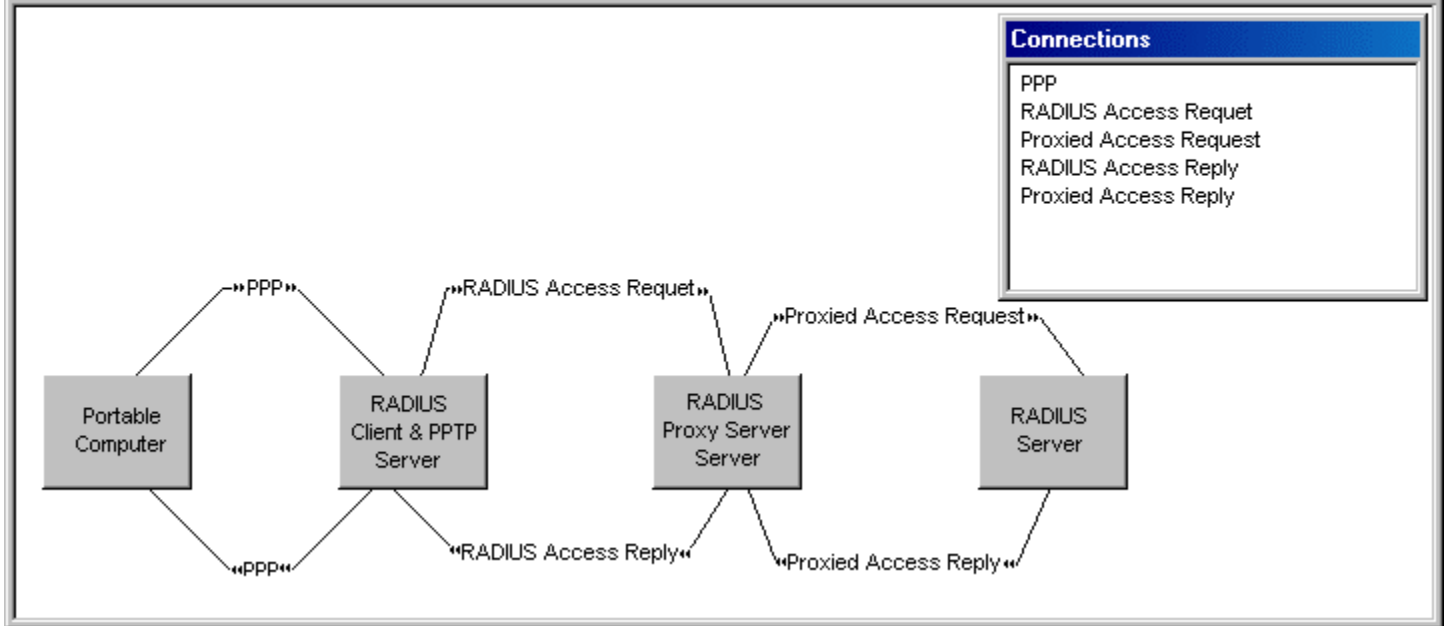 Connections
PPP
RADIUS Access Requet
Proxied Access Request
RADIUS Access Reply
Proxied Access Reply
PPP
RADIUS Access Requet
Proxied Access Request
Portable
Computer
RADIUS
Client & PPTP
Server
RADIUS
Proxy Server
Server
RADIUS
Server
PPP
RADIUS Access Reply
Proxied Access Reply